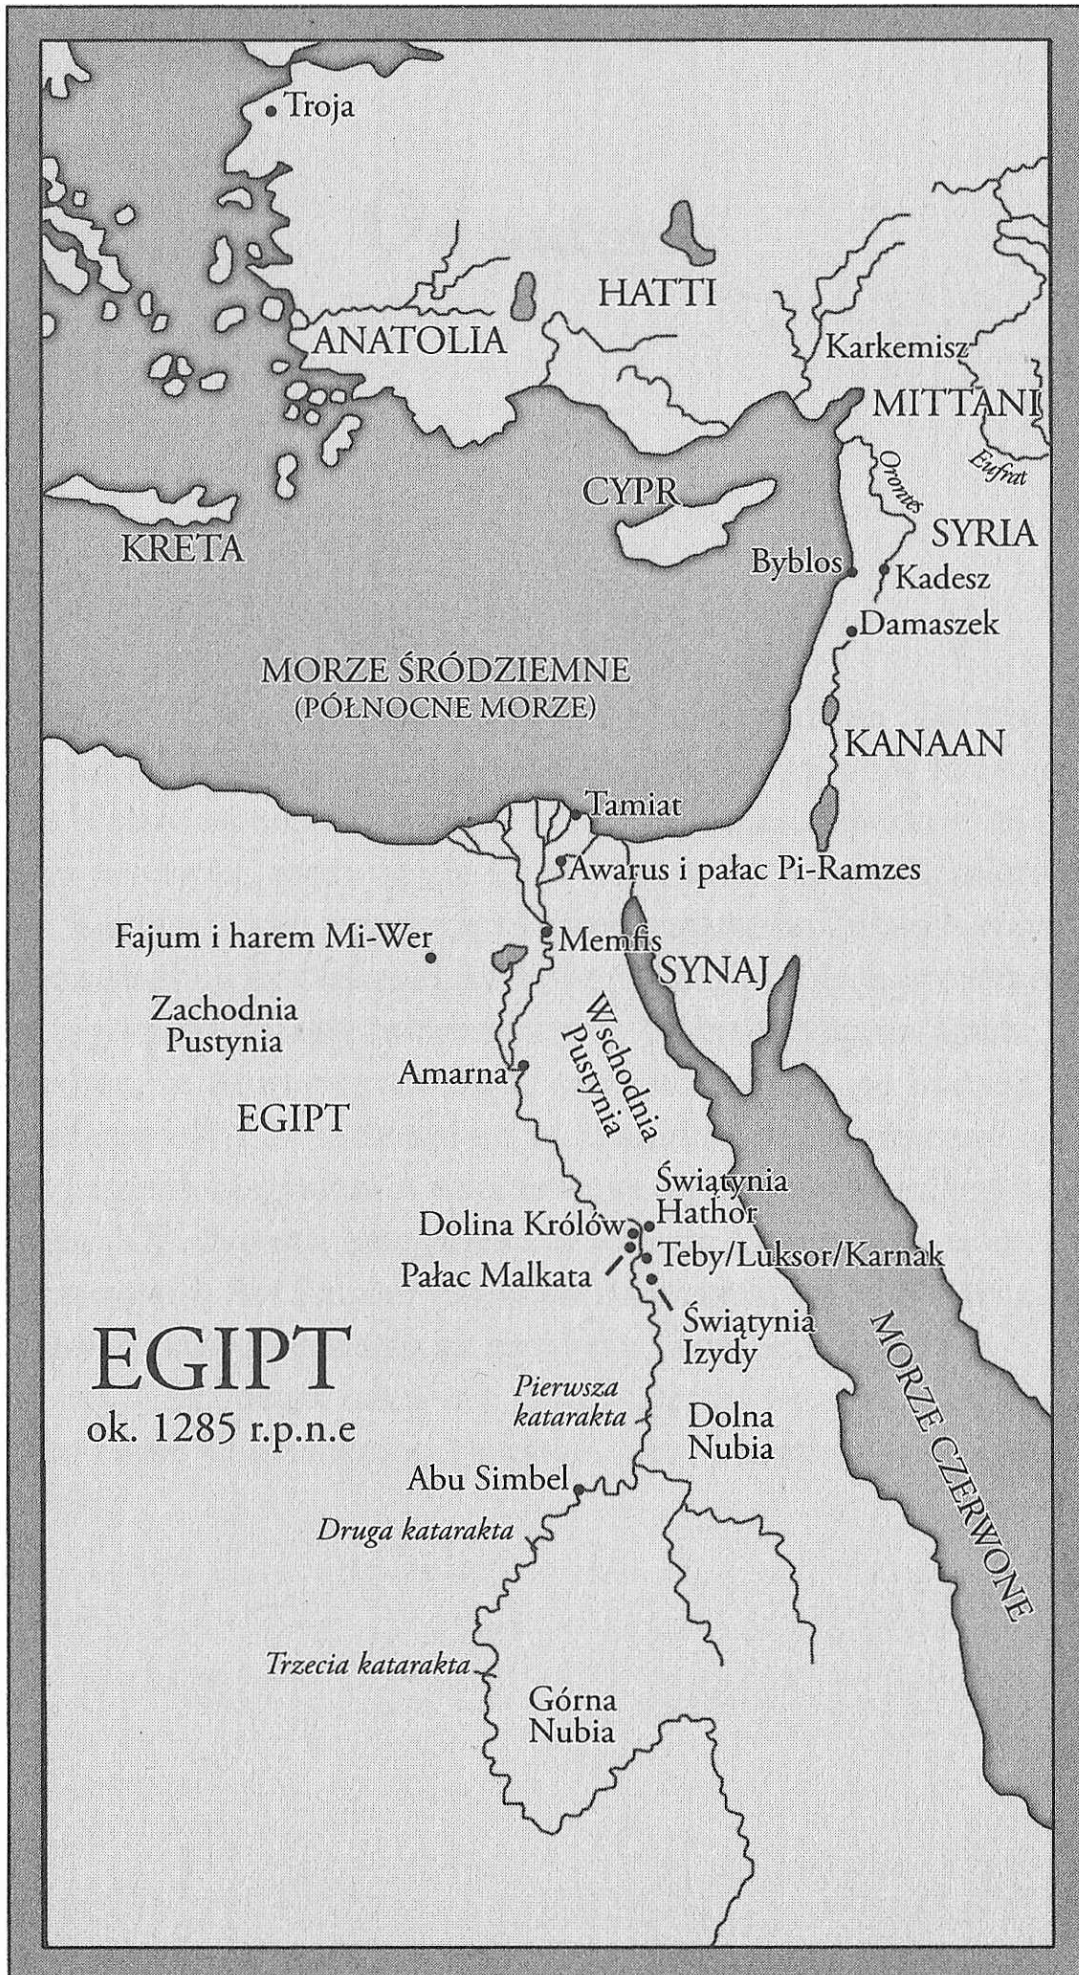 Troja
HATTI
ANATOLIA
Karkemisz
MITTANI
Eufrat
Orontes
CYPR
SYRIA
KRETA
Byblos
Kadesz
Damaszek
MORZE ŚRÓDZIEMNE
(PÓŁNOCNE MORZE)
KANAAN
Tamiat
Awarus i pałac Pi-Ramzes
Fajum i harem Mi-Wer
Memfis
SYNAJ
Zachodnia
Pustynia
Wschodnia
Pustynia
Amarna
EGIPT
Świątynia
Hathor
Dolina Królów
Teby/Luksor/Karnak
Pałac Malkata
Świątynia
Izydy
EGIPT
ok. 1285 r.p.n.e
MORZE CZERWONE
Pierwsza
katarakta
Dolna
Nubia
Abu Simbel
Druga katarakta
Trzecia katarakta
Górna
Nubia